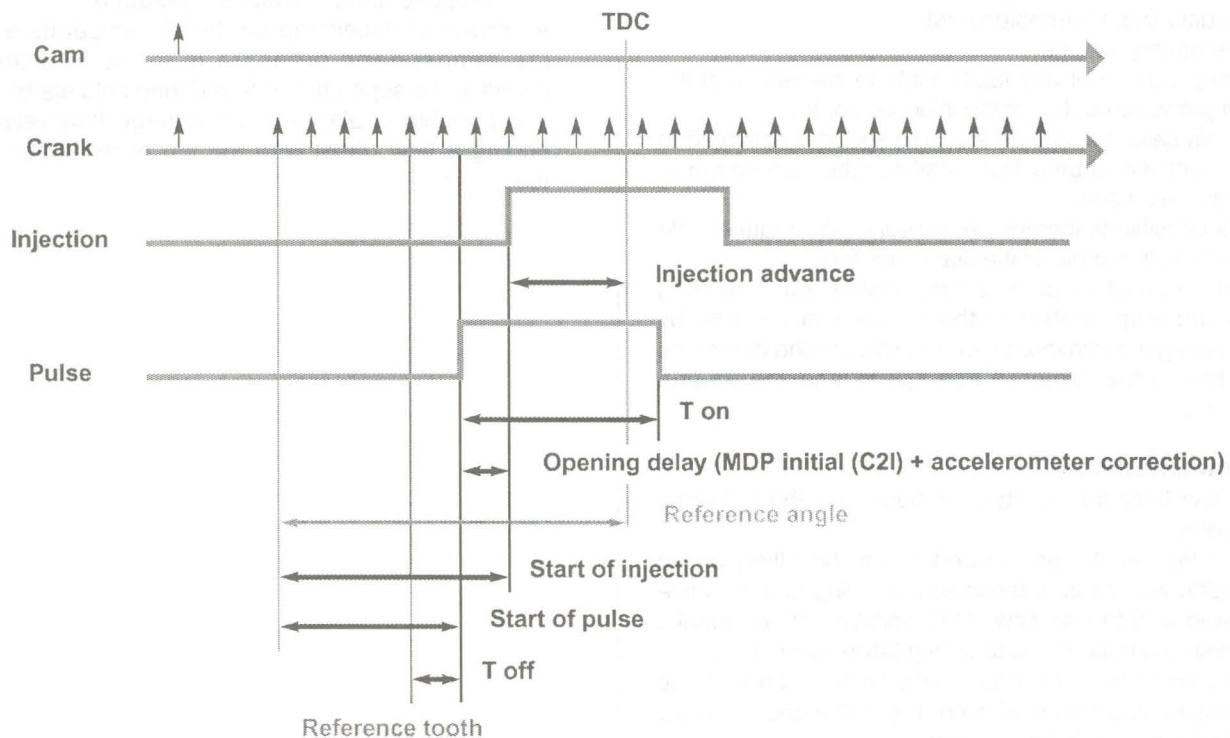 TDC
Cam
Crank
Injection
Injection advance
Pulse
T on
Opening delay (MDP initial (C2I) + accelerometer correction)
Reference angle
Start of injection
Start of pulse
T off
Reference tooth